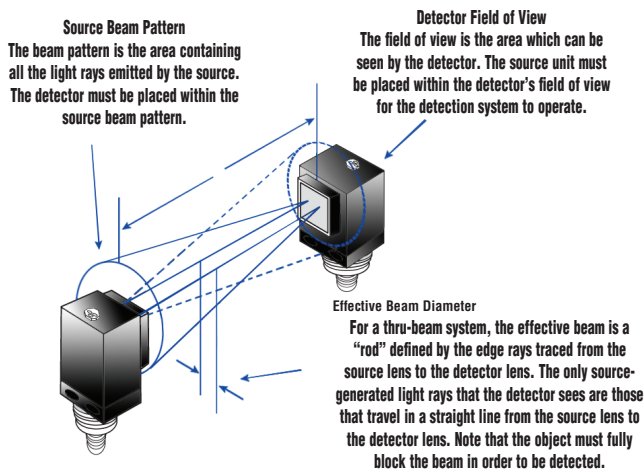 Source Beam Pattern
The beam pattern is the area containing
all the light rays emitted by the source.
The detector must be placed within the
source beam pattern.
Detector Field of View
The field of view is the area which can be
seen by the detector. The source unit must
be placed within the detector's field of view
for the detection system to operate.
Effective Beam Diameter
For a thru-beam system, the effective beam is a
“rod” defined by the edge rays traced from the
source lens to the detector lens. The only source-
generated light rays that the detector sees are those
that travel in a straight line from the source lens to
the detector lens. Note that the object must fully
block the beam in order to be detected.